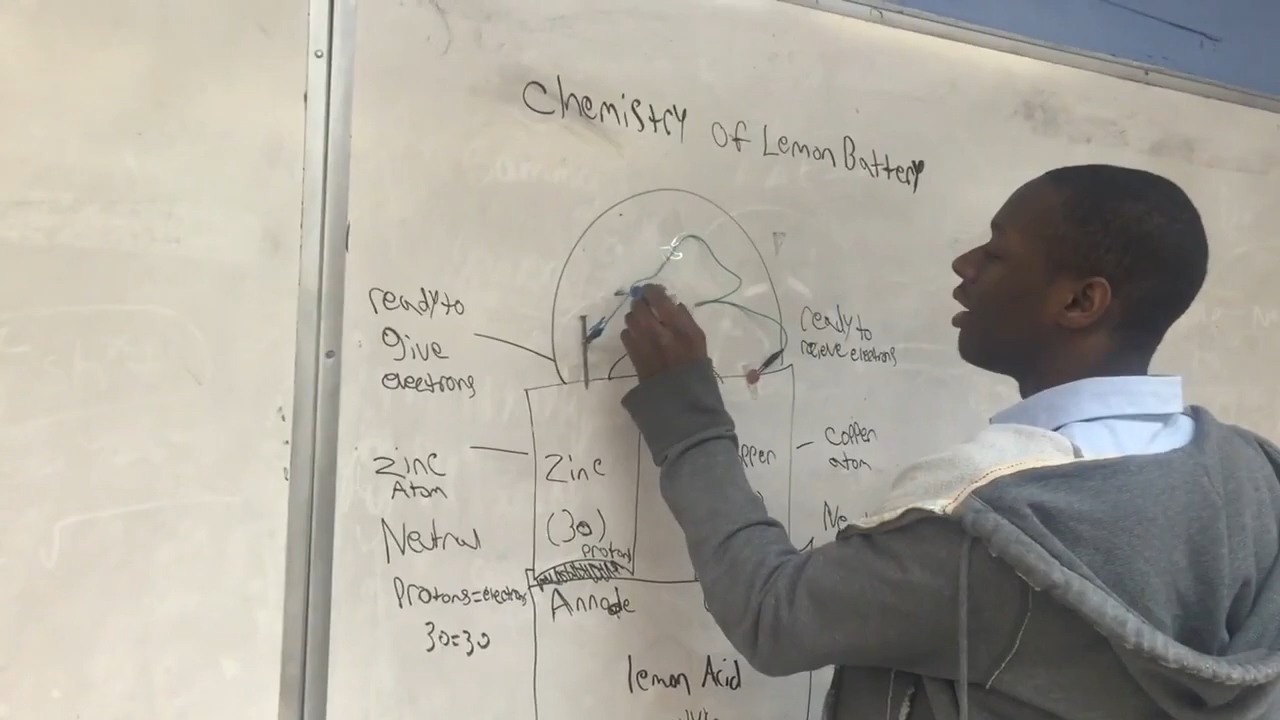 Chemistry of Lemon Battery
ready to
give
electrons
ready to
recieve electrons
Zinc
Atom
Neutral
Protons=electrons
30=30
Zinc
(30)
protons
Annode
copper
atom
lemon Acid